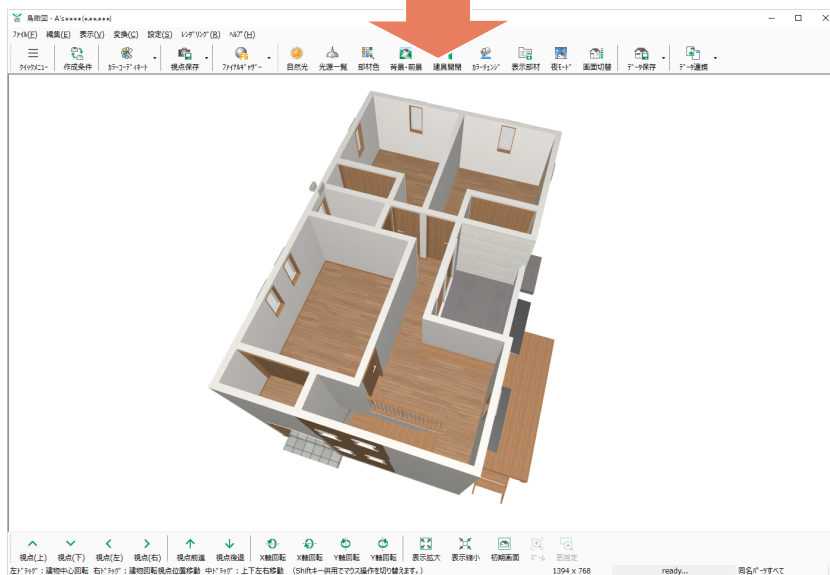 鳥瞰図 - A's****(*.*.***)
ﾌｧｲﾙ(F) 編集(E) 表示(V) 変換(C) 設定(S) ﾚﾝﾀﾞﾘﾝｸﾞ(R) ﾍﾙﾌﾟ(H)
ｸｲｯｸﾒﾆｭｰ 作成条件 ｶﾗｰｺｰﾃﾞｨﾈｰﾄ 視点保存 ﾌｧｲﾅﾙｷﾞｬｻﾞｰ 自然光 光源一覧 部材色 背景・前景 建具開閉 ｶﾗｰﾁｪﾝｼﾞ 表示部材 夜ﾓｰﾄﾞ 画面切替 ﾃﾞｰﾀ保存 ﾃﾞｰﾀ連携
視点(上) 視点(下) 視点(左) 視点(右) 視点前進 視点後退 X軸回転 X軸回転 Y軸回転 Y軸回転 表示拡大 表示縮小 初期画面 ｽﾞｰﾑ 窓指定
左ﾄﾞﾗｯｸﾞ：建物中心回転 右ﾄﾞﾗｯｸﾞ：建物回転視点位置移動 中ﾄﾞﾗｯｸﾞ：上下左右移動 （Shiftキー併用でマウス操作を切り替えます。） 1394 x 768 ready... 同名ﾊﾟｰﾂすべて